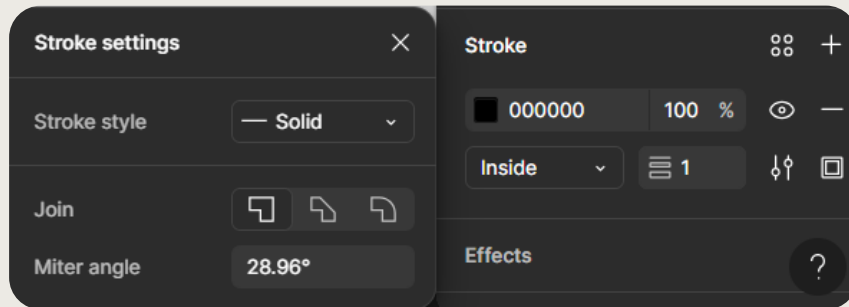 Stroke settings
Stroke style
Solid
Join
Miter angle
28.96°
Stroke
000000 100 %
Inside 1
Effects
?